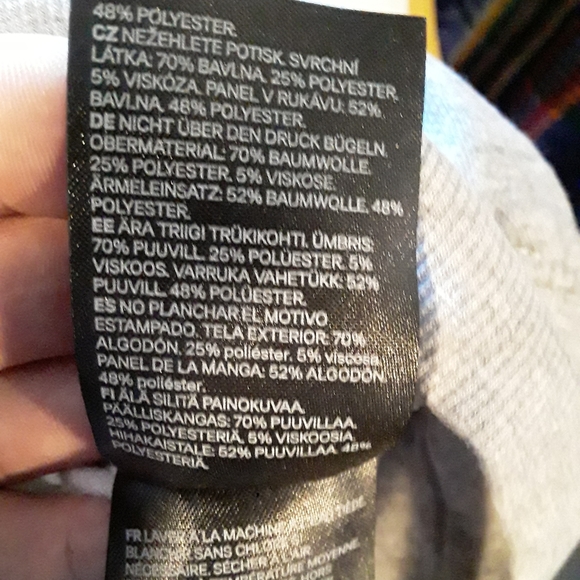 48% POLYESTER.
CZ NEŽEHLETE POTISK. SVRCHNÍ
LÁTKA: 70% BAVLNA. 25% POLYESTER.
5% VISKÓZA. PANEL V RUKÁVU: 52%
BAVLNA. 48% POLYESTER.
DE NICHT ÜBER DEN DRUCK BÜGELN.
OBERMATERIAL: 70% BAUMWOLLE.
25% POLYESTER. 5% VISKOSE.
ÄRMELEINSATZ: 52% BAUMWOLLE. 48%
POLYESTER.
EE ÄRA TRIIGI TRÜKIKOHTI. ÜMBRIS:
70% PUUVILL. 25% POLÜESTER. 5%
VISKOOS. VARRUKA VAHETÜKK: 52%
PUUVILL. 48% POLÜESTER.
ES NO PLANCHAR EL MOTIVO
ESTAMPADO. TELA EXTERIOR: 70%
ALGODÓN. 25% poliéster. 5% viscosa.
PANEL DE LA MANGA: 52% ALGODÓN.
48% poliéster.
FI ÄLÄ SILITÄ PAINOKUVAA.
PÄÄLLISKANGAS: 70% PUUVILLAA.
25% POLYESTERIÄ. 5% VISKOOSIA.
HIHAKAISTALE: 52% PUUVILLAA. 48%
POLYESTERIÄ.
FR LAVER À LA MACHINE
BLANCHIR SANS CHLORE
NÉCESSAIRE. SÉCHER À L'AIR.
TEMPÉRATURE MOYENNE.
HORS